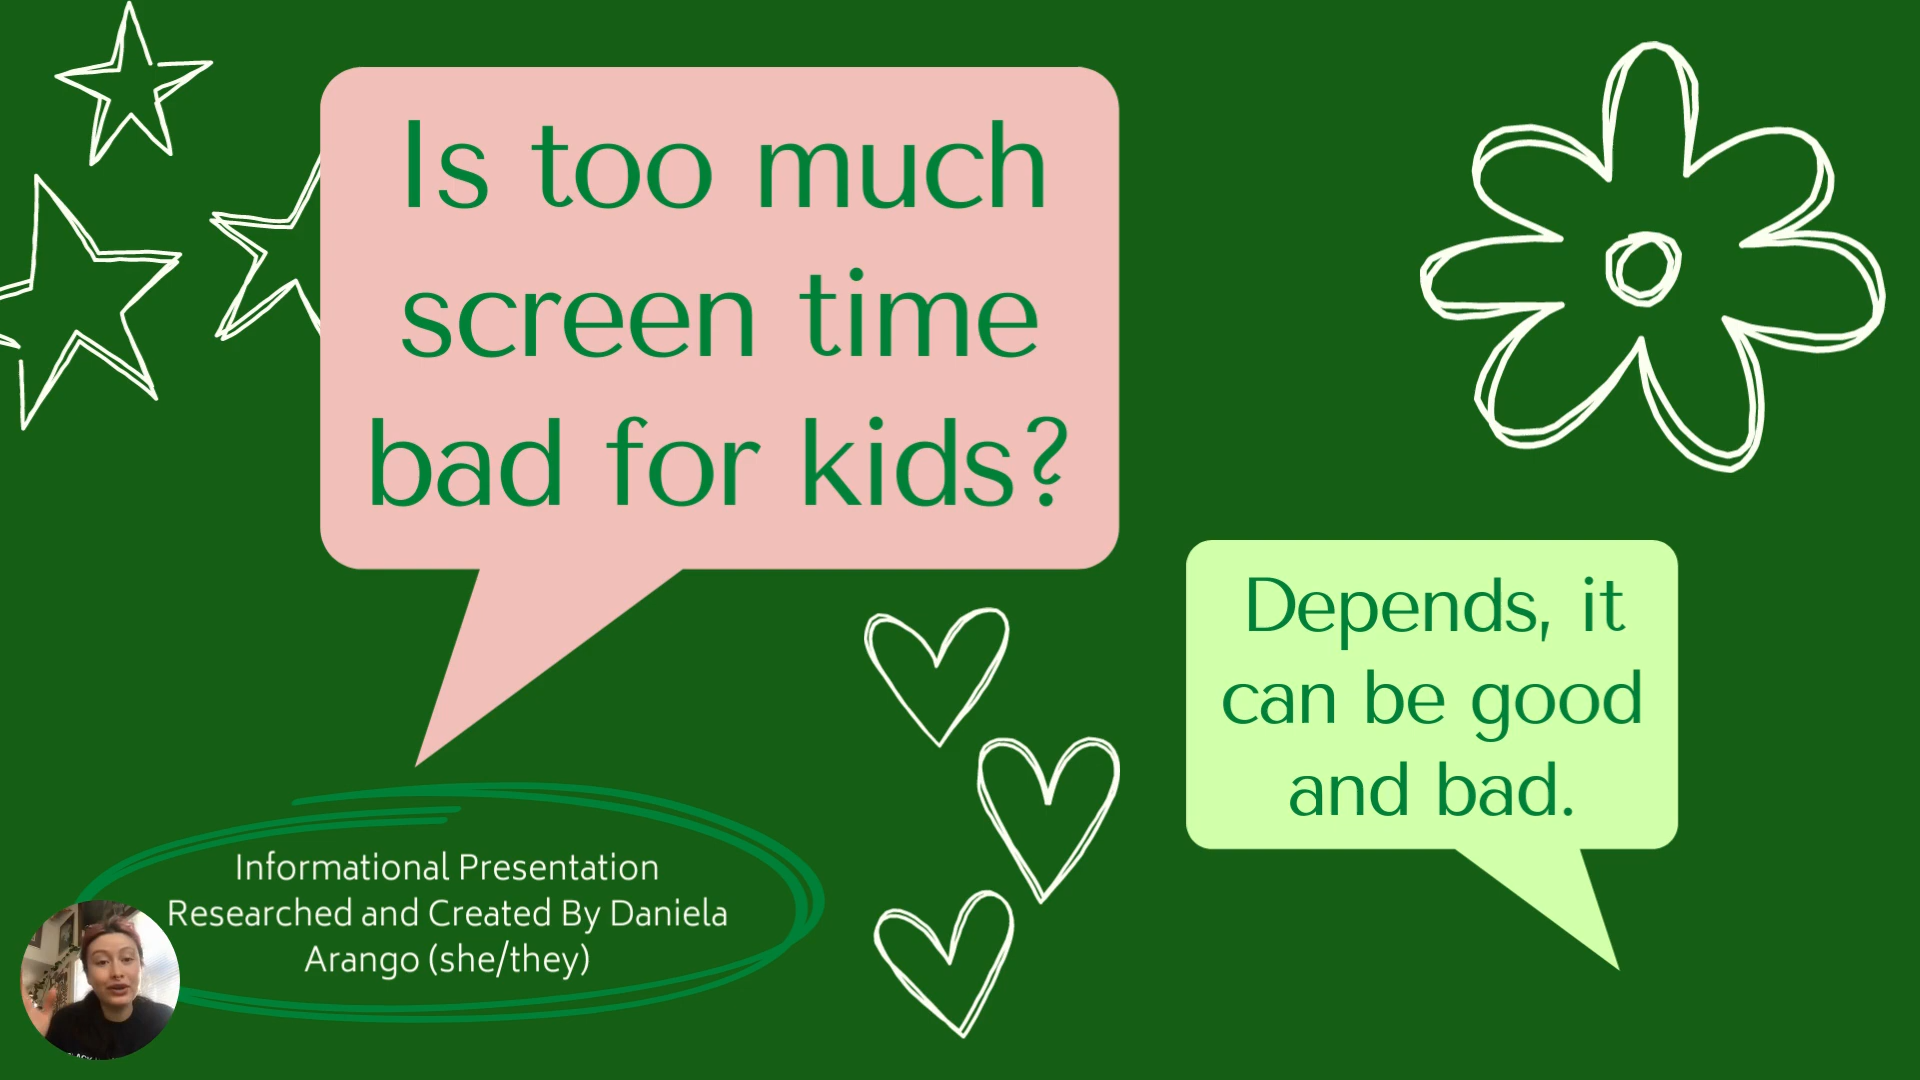 Is too much
screen time
bad for kids?
Depends, it
can be good
and bad.
Informational Presentation
Researched and Created By Daniela
Arango (she/they)